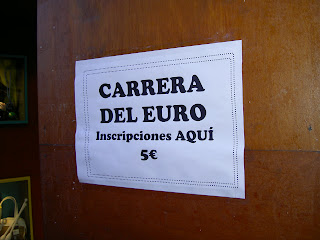 CARRERA
DEL EURO
Inscripciones AQUÍ
5€